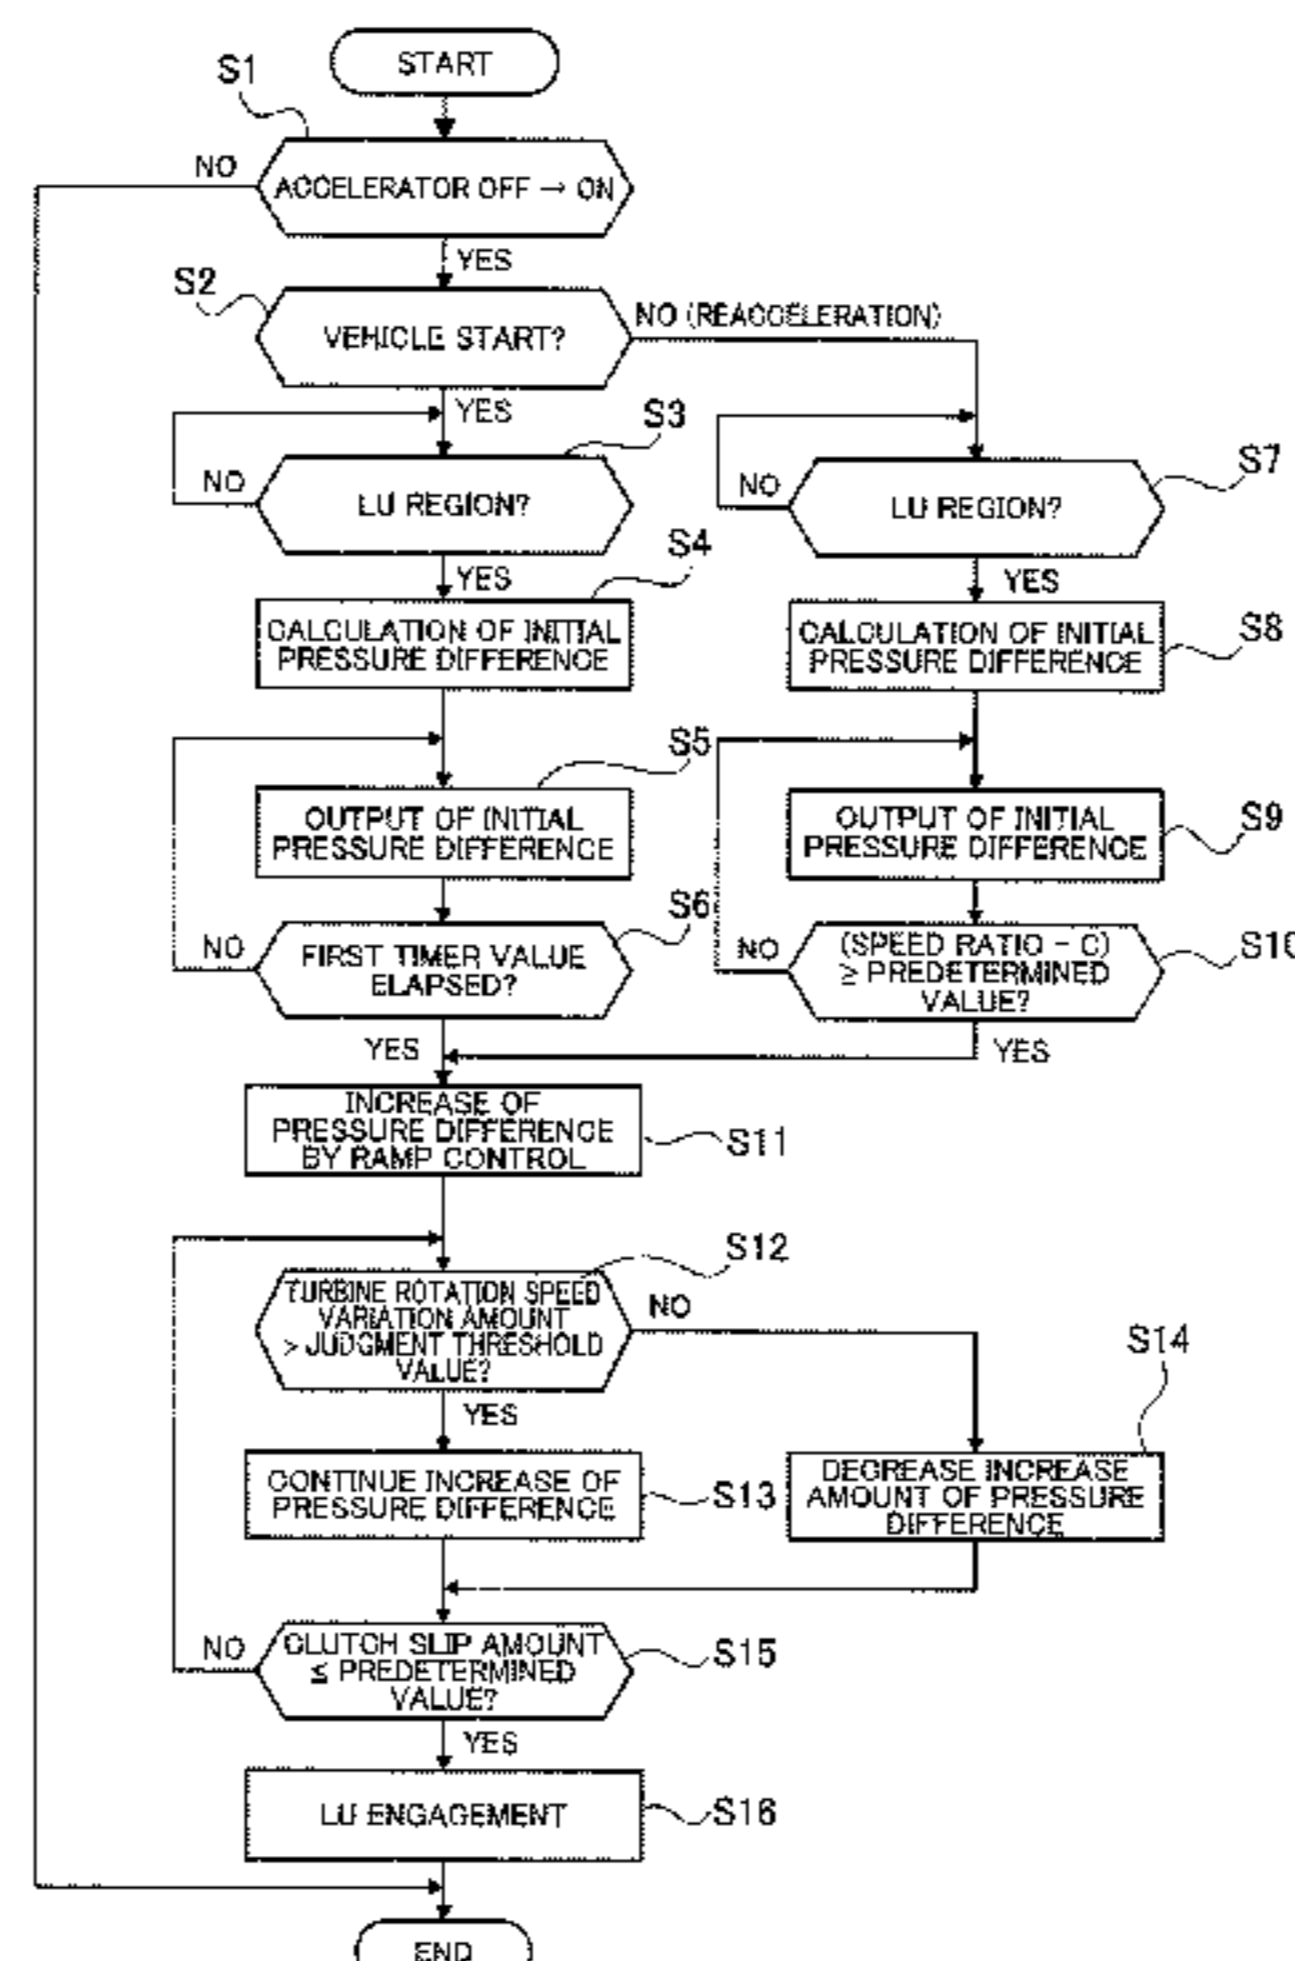 START
S1
NO
ACCELERATOR OFF → ON
YES
S2
VEHICLE START?
NO (REACCELERATION)
YES
S3
NO
LU REGION?
NO
LU REGION?
S7
YES
S4
YES
CALCULATION OF INITIAL
PRESSURE DIFFERENCE
CALCULATION OF INITIAL
PRESSURE DIFFERENCE
S8
S5
OUTPUT OF INITIAL
PRESSURE DIFFERENCE
OUTPUT OF INITIAL
PRESSURE DIFFERENCE
S9
S6
NO
FIRST TIMER VALUE
ELAPSED?
NO
(SPEED RATIO - C)
≥ PREDETERMINED
VALUE?
S10
YES
YES
INCREASE OF
PRESSURE DIFFERENCE
BY RAMP CONTROL
S11
S12
TURBINE ROTATION SPEED
VARIATION AMOUNT
> JUDGMENT THRESHOLD
VALUE?
NO
S14
YES
CONTINUE INCREASE OF
PRESSURE DIFFERENCE
S13
DECREASE INCREASE
AMOUNT OF PRESSURE
DIFFERENCE
NO
CLUTCH SLIP AMOUNT
≤ PREDETERMINED
VALUE?
S15
YES
LU ENGAGEMENT
S16
END